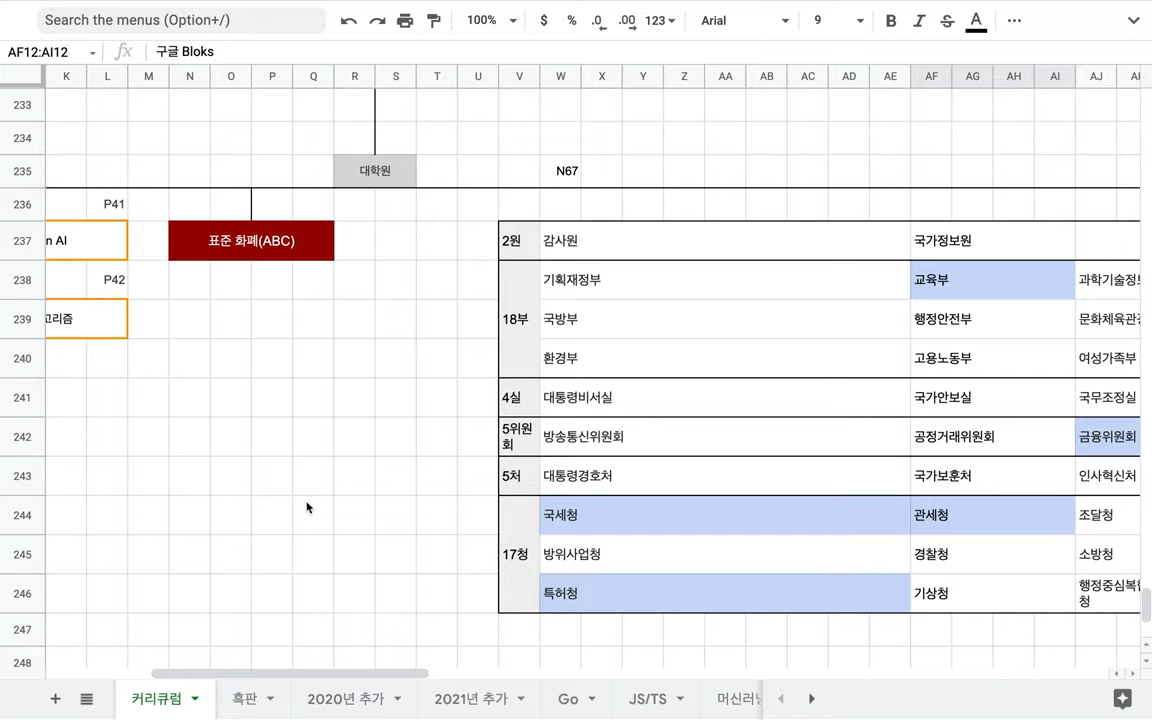 Search the menus (Option+/)
100%
$ % .0 .00 123
Arial
9
B I S A
AF12:AI12
fx
구글 Bloks
K L M N O P Q R S T U V W X Y Z AA AB AC AD AE AF AG AH AI AJ
233
234
235 대학원 N67
236 P41
237 n AI 표준 화폐(ABC) 2원 감사원 국가정보원
238 P42 기획재정부 교육부 과학기술정보
239 고리즘 18부 국방부 행정안전부 문화체육관광
240 환경부 고용노동부 여성가족부
241 4실 대통령비서실 국가안보실 국무조정실
242 5위원회 방송통신위원회 공정거래위원회 금융위원회
243 5처 대통령경호처 국가보훈처 인사혁신처
244 국세청 관세청 조달청
245 17청 방위사업청 경찰청 소방청
246 특허청 기상청 행정중심복합
청
247
248
+ 커리큐럼 흑판 2020년 추가 2021년 추가 Go JS/TS 머신러닝